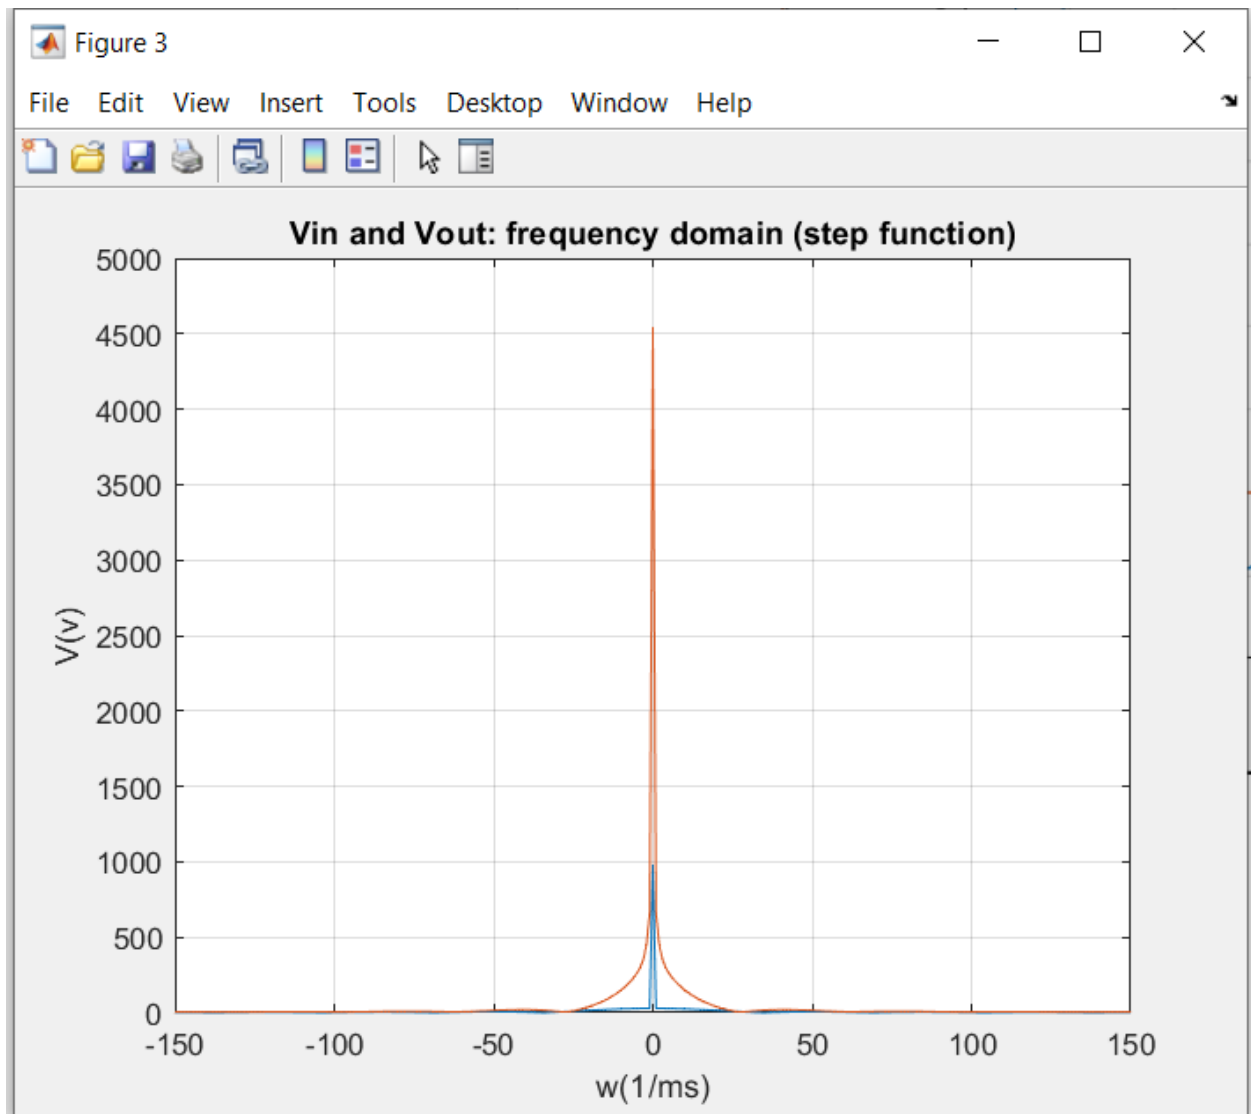 Figure 3
File Edit View Insert Tools Desktop Window Help
Vin and Vout: frequency domain (step function)
5000
4500
4000
3500
3000
2500
2000
1500
1000
500
0
V(v)
-150 -100 -50 0 50 100 150
w(1/ms)